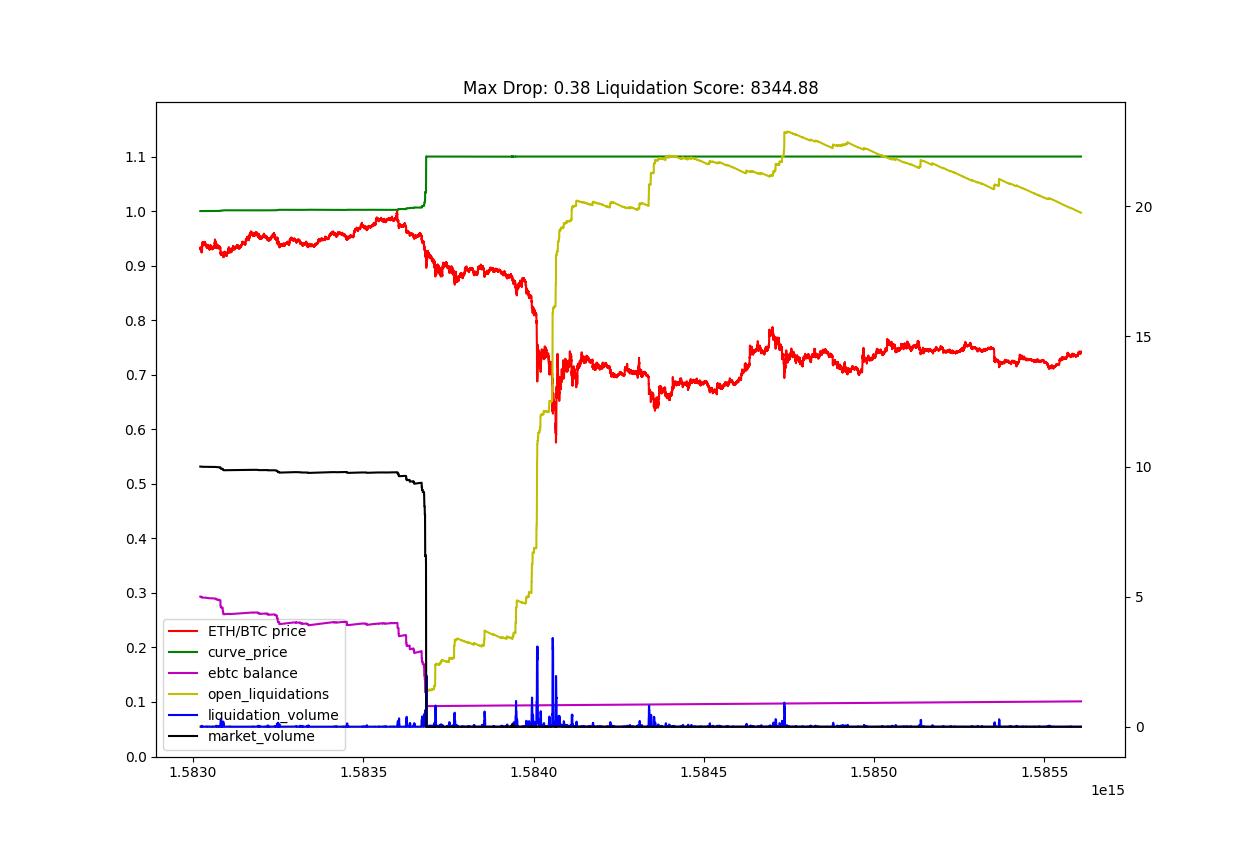 Max Drop: 0.38 Liquidation Score: 8344.88
1.1
1.0
0.9
0.8
0.7
0.6
0.5
0.4
0.3
0.2
0.1
0.0
20
15
10
5
0
ETH/BTC price
curve_price
ebtc balance
open_liquidations
liquidation_volume
market_volume
1.5830 1.5835 1.5840 1.5845 1.5850 1.5855
1e15